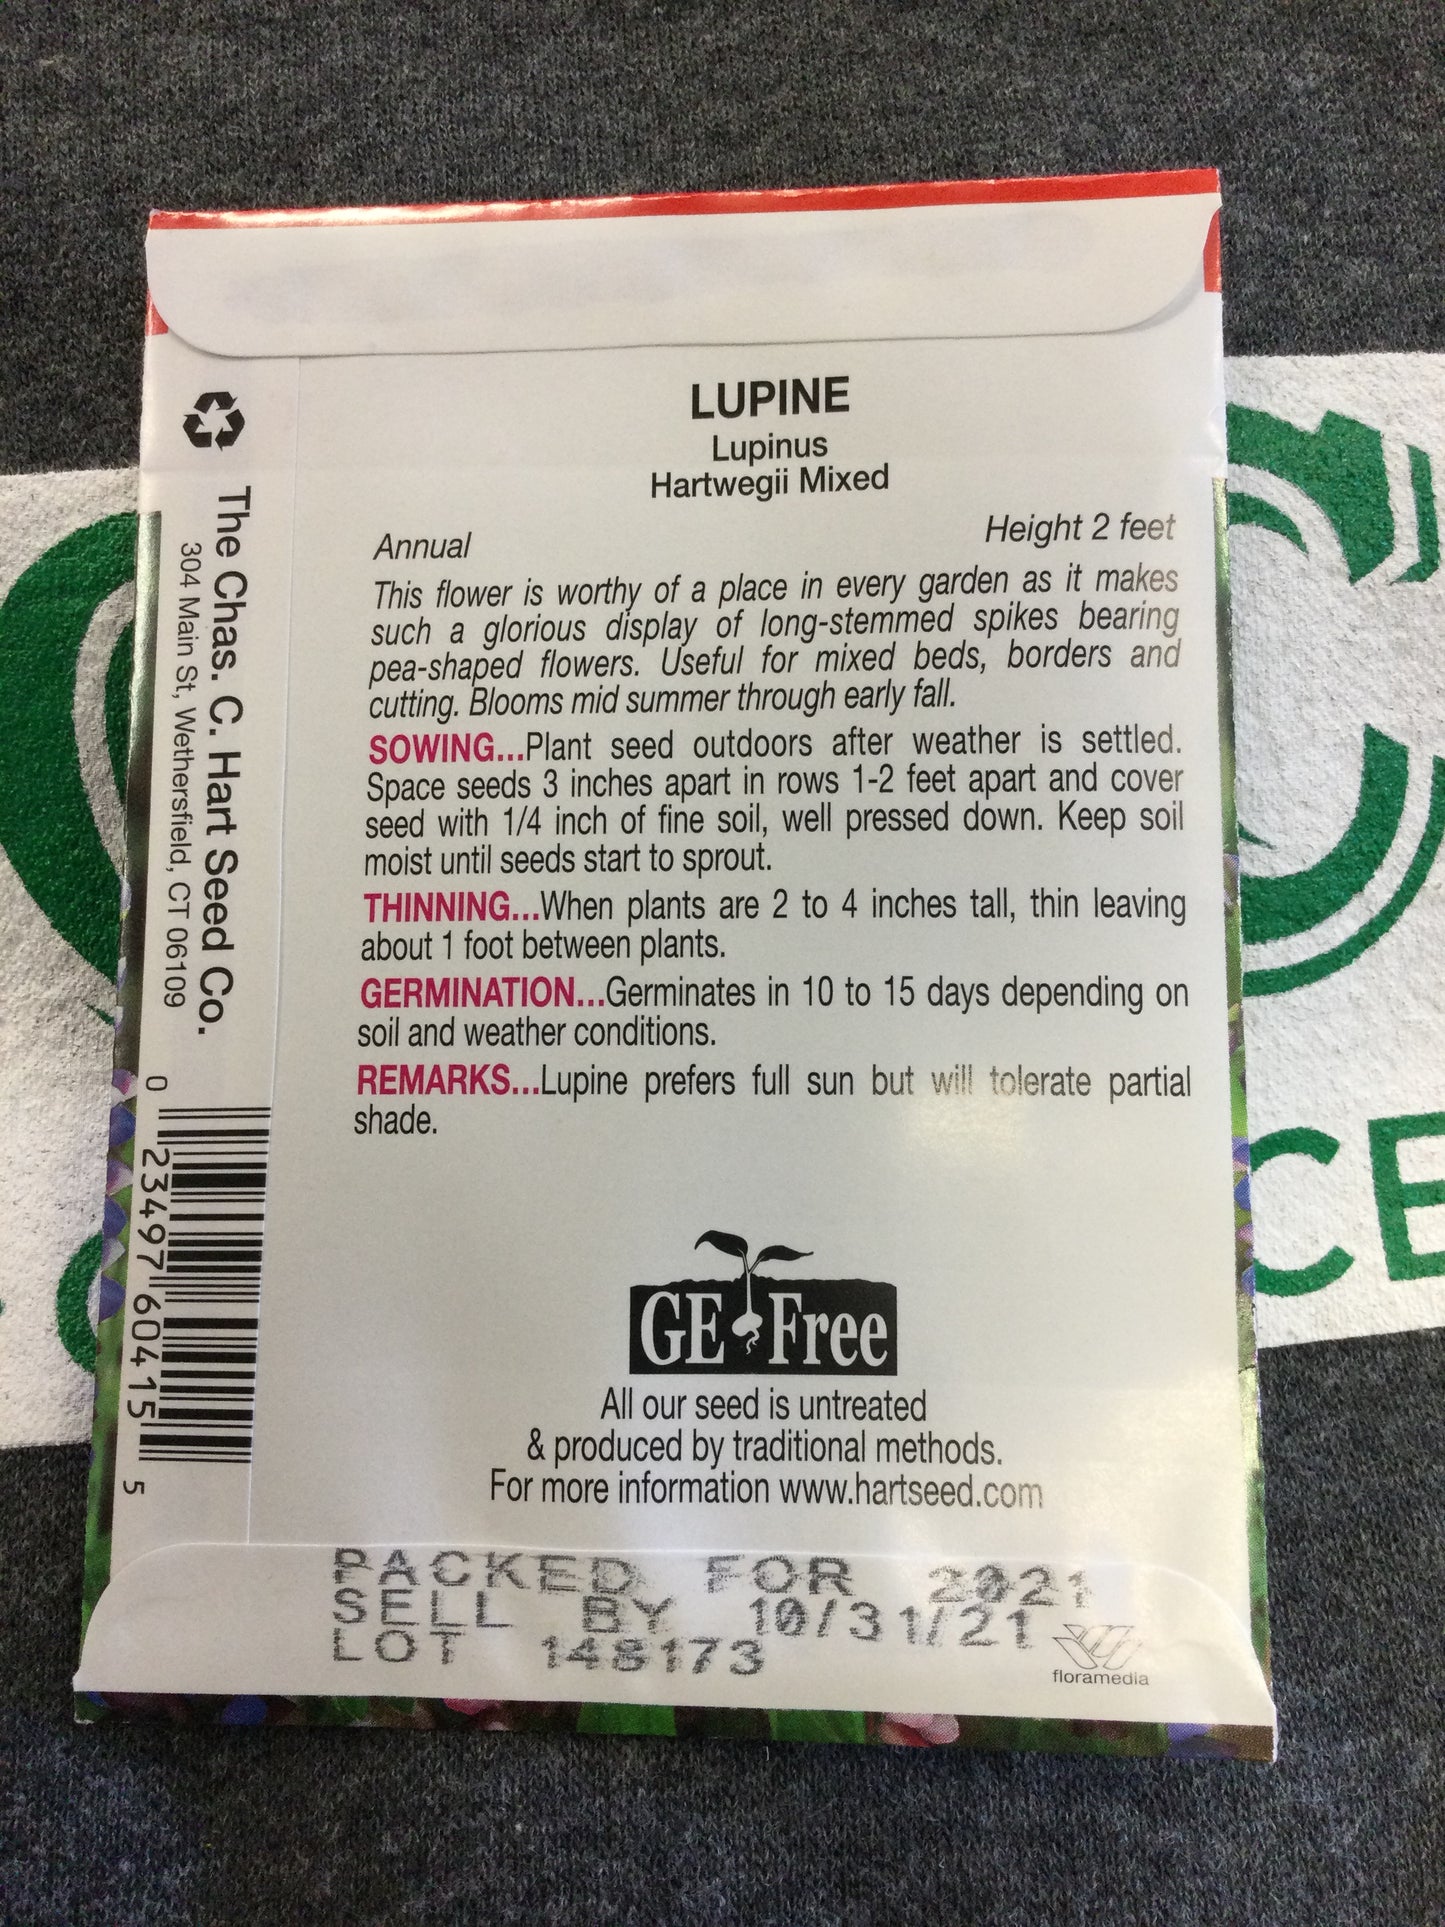 LUPINE
Lupinus
Hartwegii Mixed
Annual
Height 2 feet
This flower is worthy of a place in every garden as it makes
such a glorious display of long-stemmed spikes bearing
pea-shaped flowers. Useful for mixed beds, borders and
cutting. Blooms mid summer through early fall.
SOWING...Plant seed outdoors after weather is settled.
Space seeds 3 inches apart in rows 1-2 feet apart and cover
seed with 1/4 inch of fine soil, well pressed down. Keep soil
moist until seeds start to sprout.
THINNING...When plants are 2 to 4 inches tall, thin leaving
about 1 foot between plants.
GERMINATION...Germinates in 10 to 15 days depending on
soil and weather conditions.
REMARKS...Lupine prefers full sun but will tolerate partial
shade.
GE Free
All our seed is untreated
& produced by traditional methods.
For more information www.hartseed.com
PACKED FOR 2021
SELL BY 10/31/21
LOT 148173
floramedia
The Chas. C. Hart Seed Co.
304 Main St, Wethersfield, CT 06109
0 23497 60415 5
CE